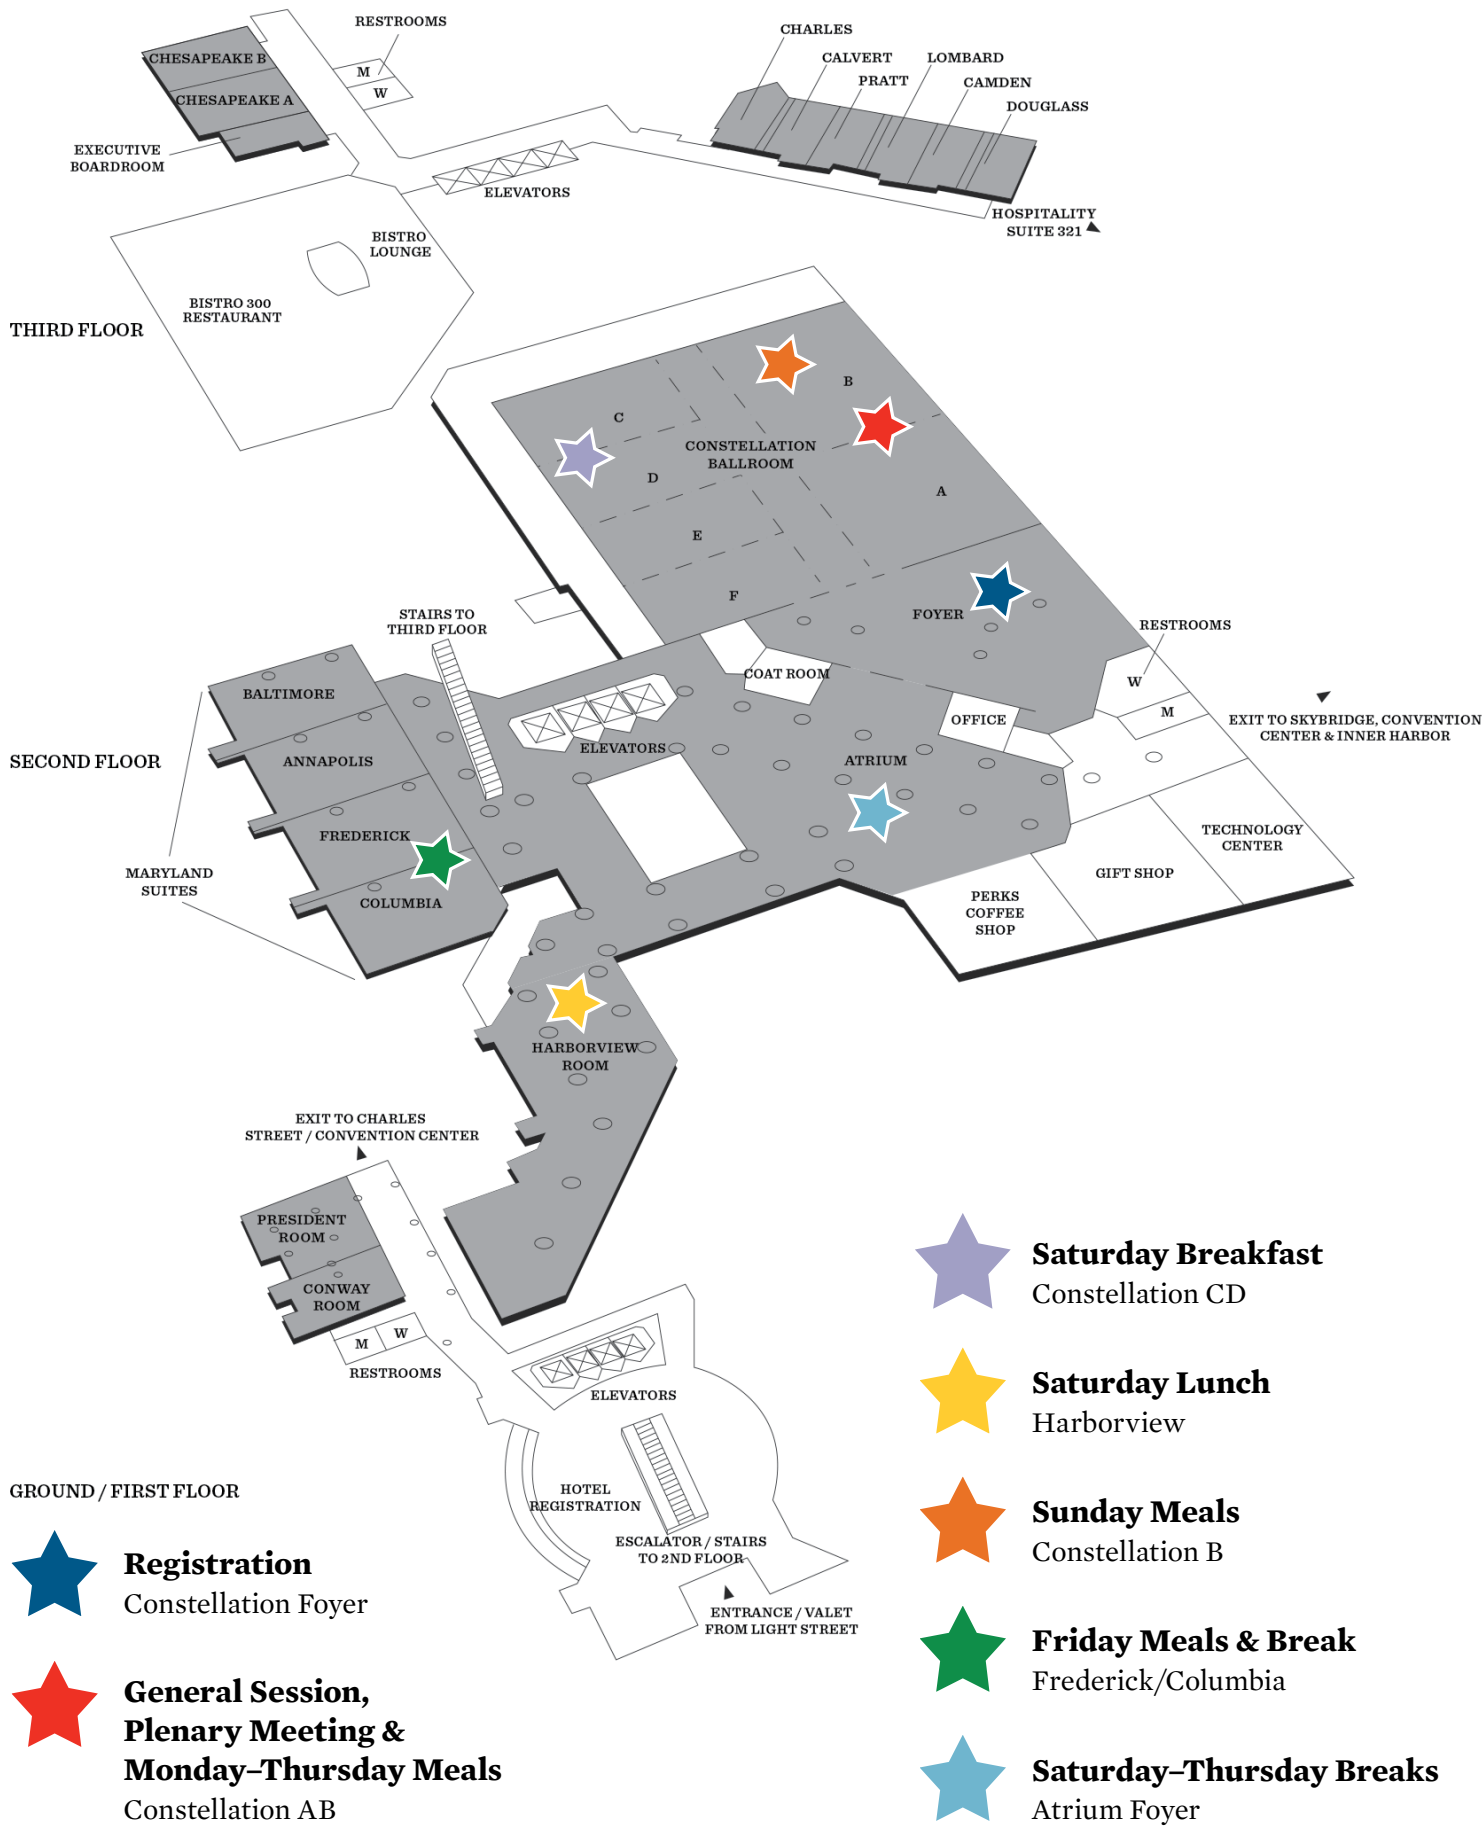 RESTROOMS
M
W
CHESAPEAKE B
CHESAPEAKE A
EXECUTIVE
BOARDROOM
ELEVATORS
CHARLES
CALVERT
PRATT
LOMBARD
CAMDEN
DOUGLASS
HOSPITALITY
SUITE 321
BISTRO
LOUNGE
BISTRO 300
RESTAURANT
THIRD FLOOR
B
C
CONSTELLATION
BALLROOM
D
A
E
F
FOYER
STAIRS TO
THIRD FLOOR
RESTROOMS
W
M
COAT ROOM
OFFICE
EXIT TO SKYBRIDGE, CONVENTION
CENTER & INNER HARBOR
BALTIMORE
ELEVATORS
SECOND FLOOR
ANNAPOLIS
ATRIUM
FREDERICK
TECHNOLOGY
CENTER
MARYLAND
SUITES
COLUMBIA
GIFT SHOP
PERKS
COFFEE
SHOP
HARBORVIEW
ROOM
EXIT TO CHARLES
STREET / CONVENTION CENTER
PRESIDENT
ROOM
CONWAY
ROOM
M
W
RESTROOMS
ELEVATORS
HOTEL
REGISTRATION
ESCALATOR / STAIRS
TO 2ND FLOOR
ENTRANCE / VALET
FROM LIGHT STREET
GROUND / FIRST FLOOR
Registration
Constellation Foyer
General Session,
Plenary Meeting &
Monday–Thursday Meals
Constellation AB
Saturday Breakfast
Constellation CD
Saturday Lunch
Harborview
Sunday Meals
Constellation B
Friday Meals & Break
Frederick/Columbia
Saturday–Thursday Breaks
Atrium Foyer